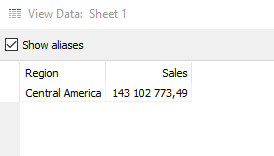 View Data: Sheet 1
Show aliases
Region Sales
Central America 143 102 773,49